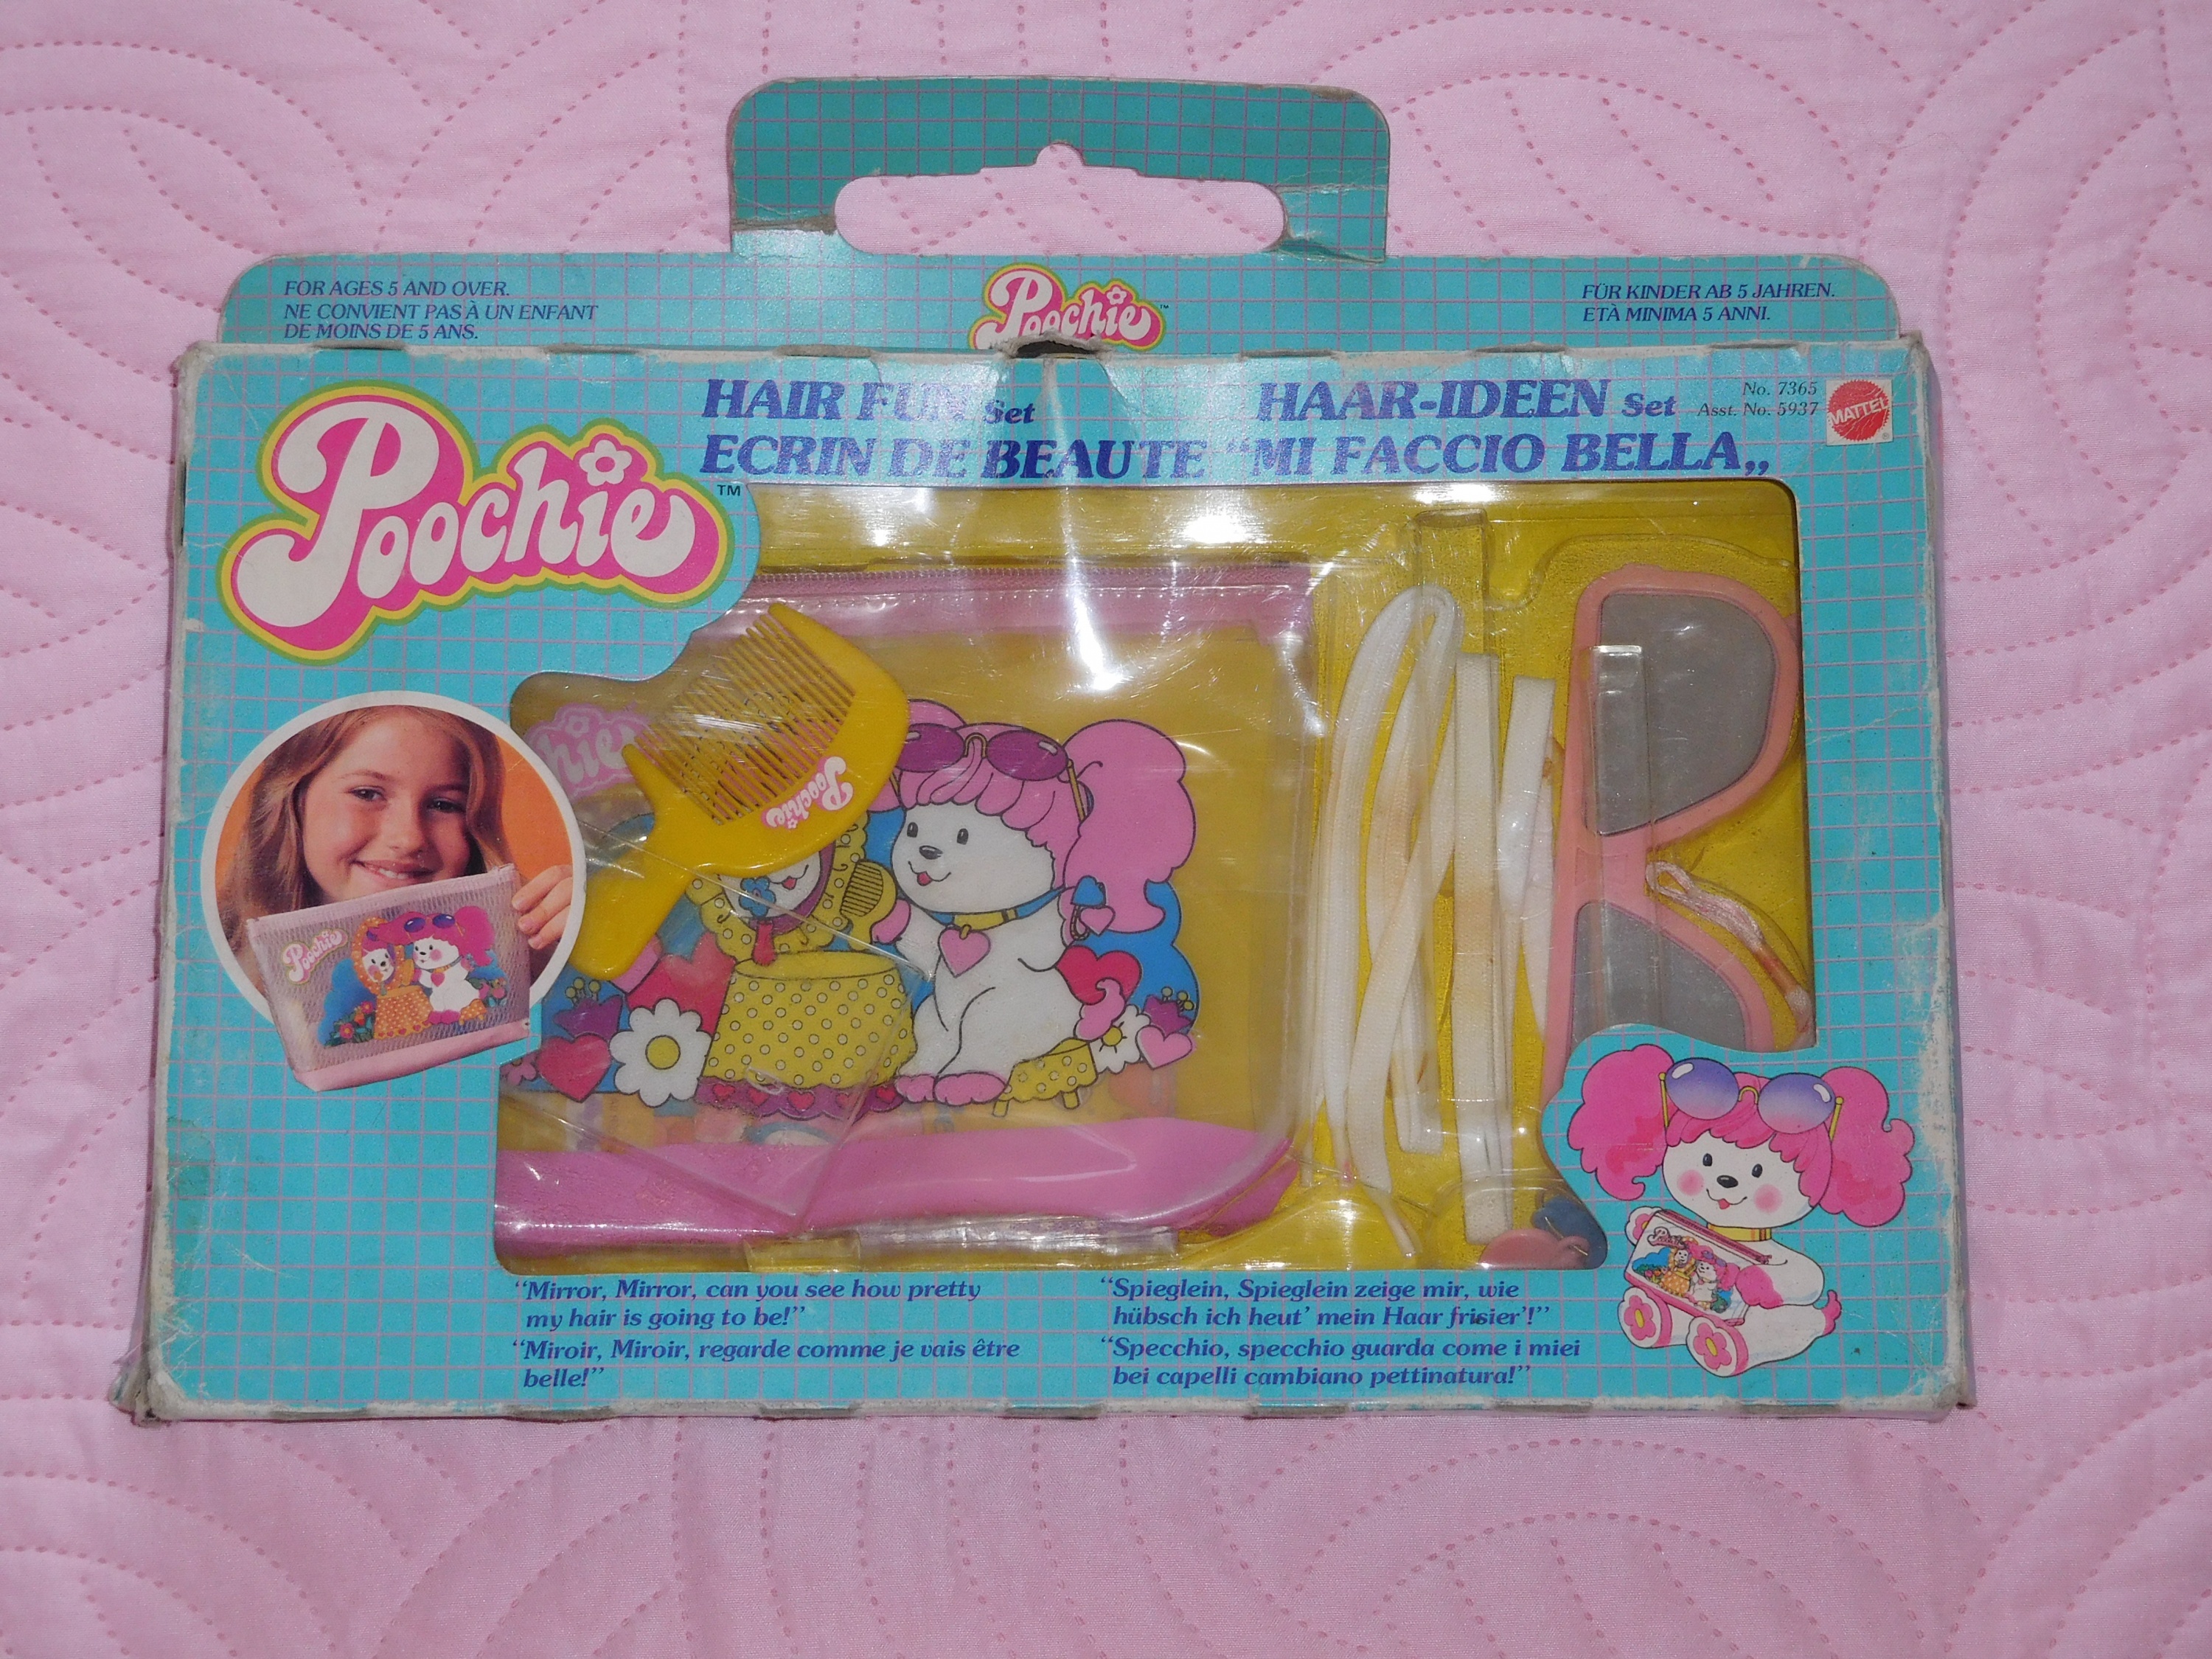 FOR AGES 5 AND OVER.
NE CONVIENT PAS À UN ENFANT
DE MOINS DE 5 ANS.
Poochie™
FÜR KINDER AB 5 JAHREN.
ETÀ MINIMA 5 ANNI.
Poochie™
HAIR FUN Set
ECRIN DE BEAUTE
HAAR-IDEEN Set
“MI FACCIO BELLA„
No. 7365
Asst. No. 5937
MATTEL®
chie
Poochie
Poochie
“Mirror, Mirror, can you see how pretty
my hair is going to be!”
“Miroir, Miroir, regarde comme je vais être
belle!”
“Spieglein, Spieglein zeige mir, wie
hübsch ich heut’ mein Haar frisier’!”
“Specchio, specchio guarda come i miei
bei capelli cambiano pettinatura!”